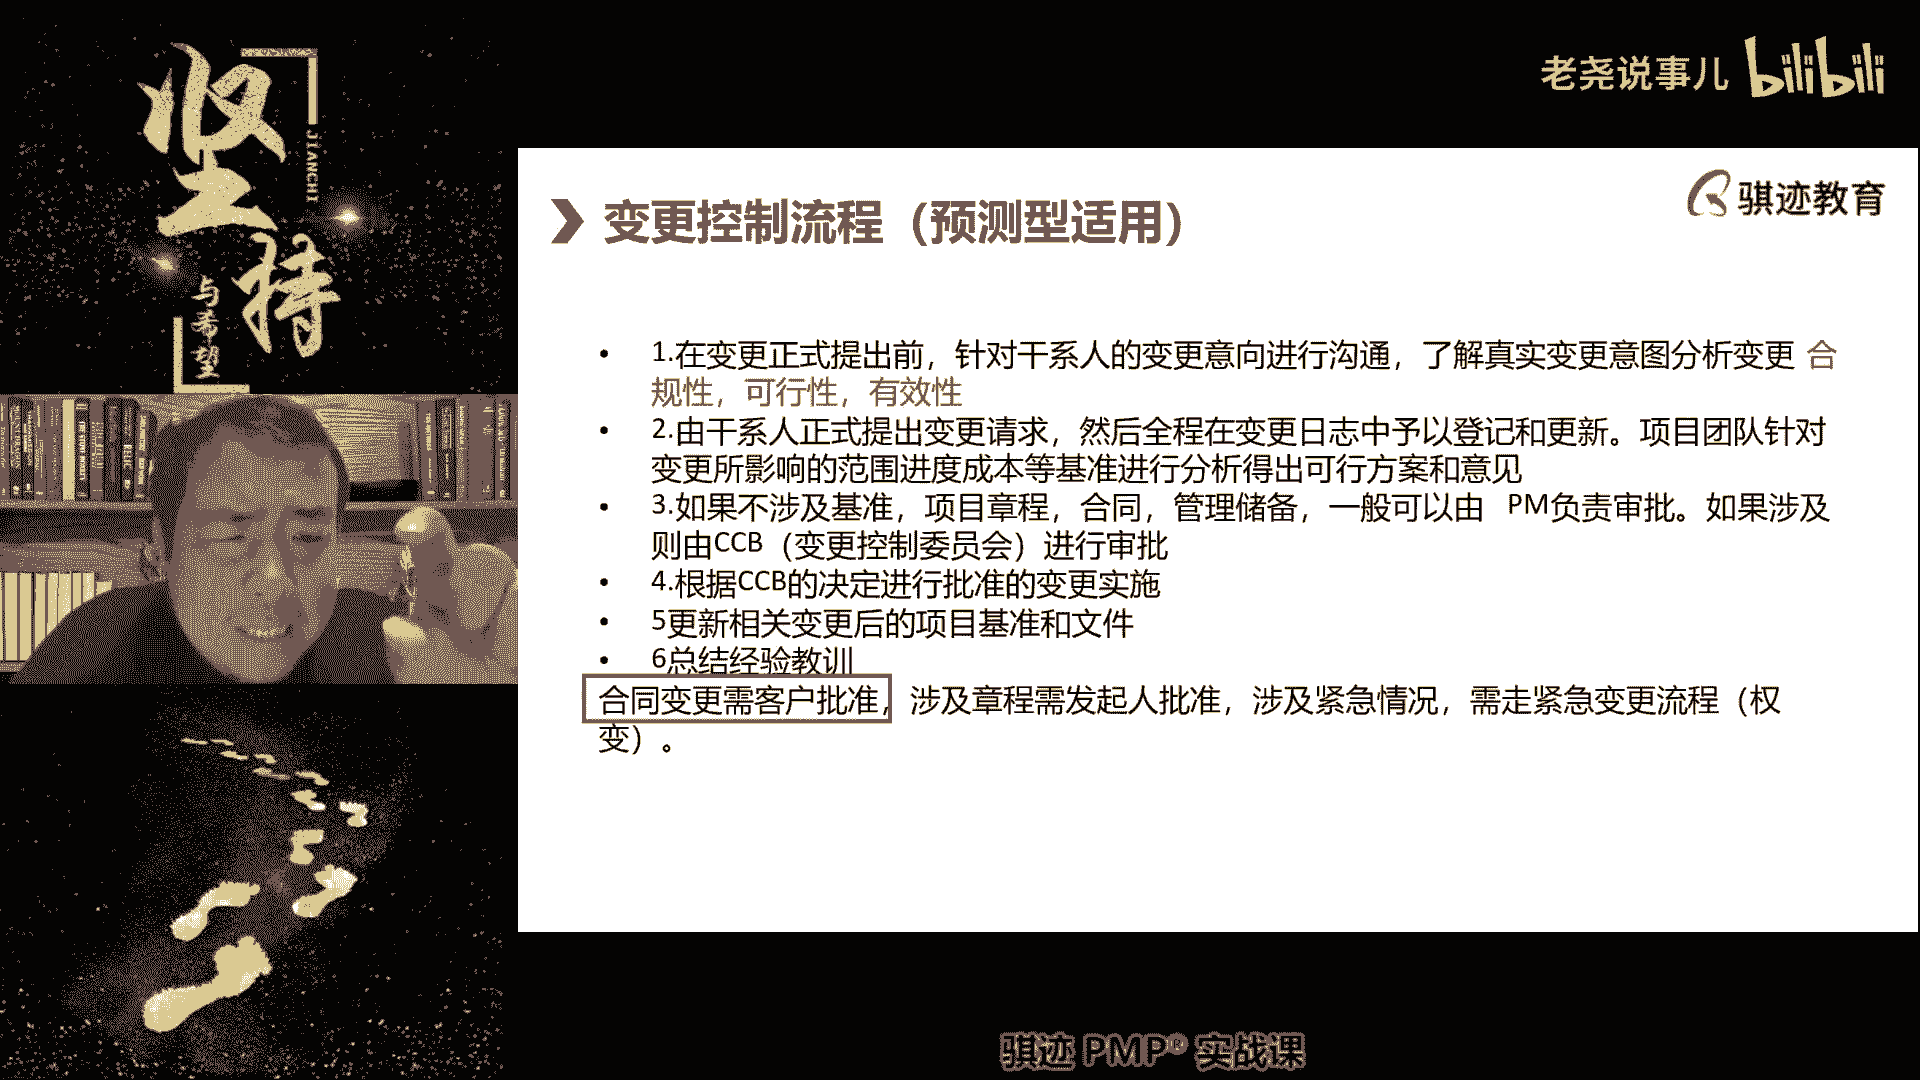 坚持
JIANCHI
与希望
老尧说事儿 bilibili
骐迹教育
变更控制流程（预测型适用）
• 1.在变更正式提出前，针对干系人的变更意向进行沟通，了解真实变更意图分析变更 合
规性，可行性，有效性
• 2.由干系人正式提出变更请求，然后全程在变更日志中予以登记和更新。项目团队针对
变更所影响的范围进度成本等基准进行分析得出可行方案和意见
• 3.如果不涉及基准，项目章程，合同，管理储备，一般可以由 PM负责审批。如果涉及
则由CCB（变更控制委员会）进行审批
• 4.根据CCB的决定进行批准的变更实施
• 5更新相关变更后的项目基准和文件
• 6总结经验教训
合同变更需客户批准，涉及章程需发起人批准，涉及紧急情况，需走紧急变更流程（权
变）。
骐迹 PMP® 实战课